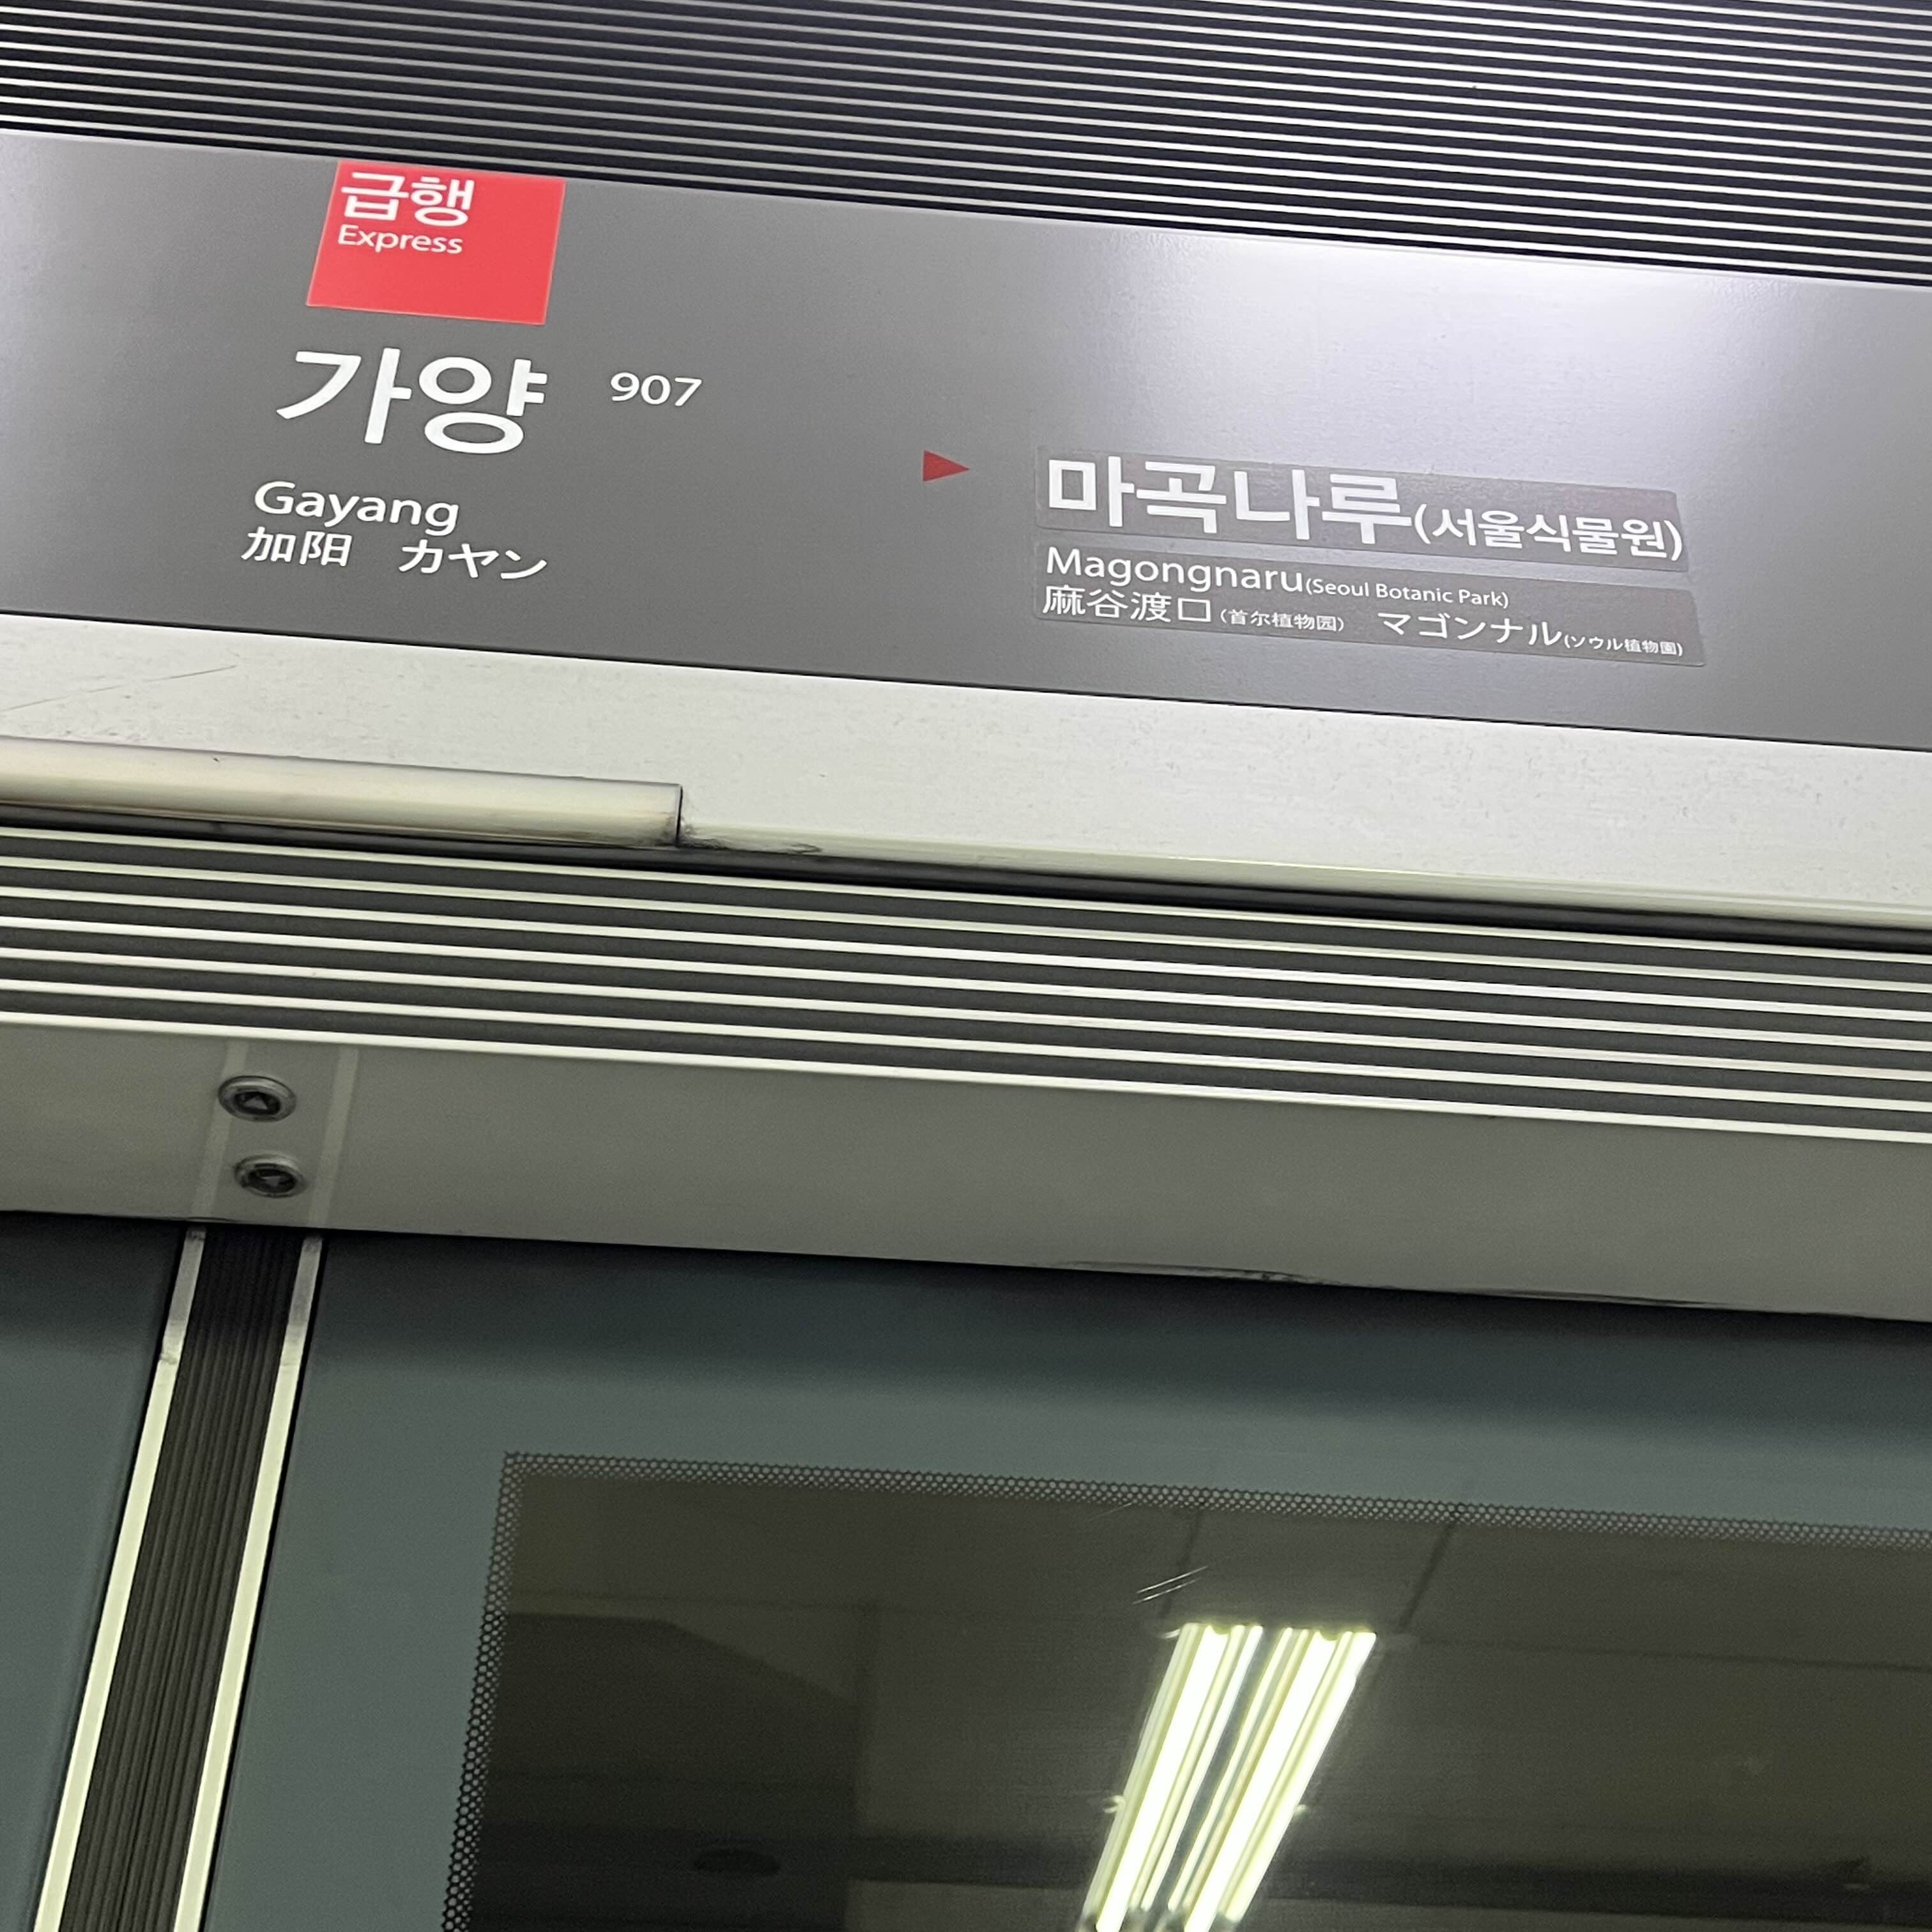 급행
Express
가양 907
Gayang
加阳 カヤン
▶ 마곡나루(서울식물원)
Magongnaru(Seoul Botanic Park)
麻谷渡口(首尔植物园) マゴンナル(ソウル植物園)